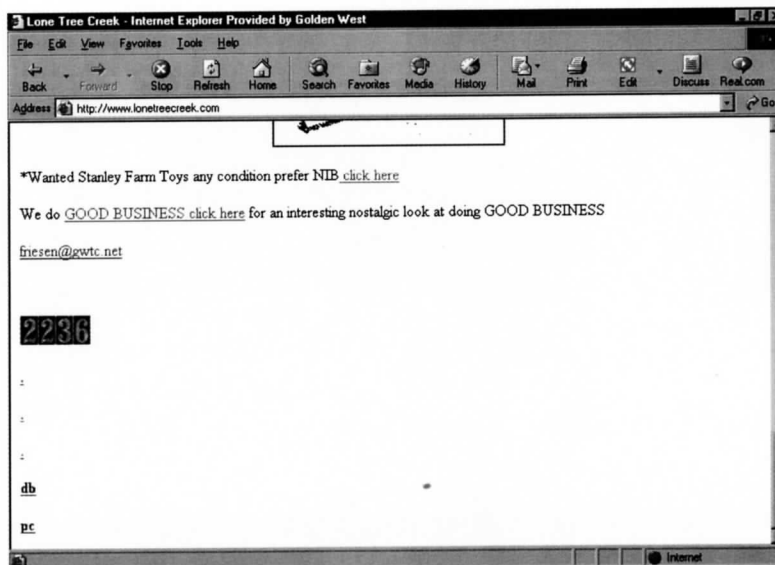 Lone Tree Creek - Internet Explorer Provided by Golden West
File Edit View Favorites Tools Help
Back Forward Stop Refresh Home Search Favorites Media History Mail Print Edit Discuss Real.com
Address http://www.lonetreecreek.com Go
*Wanted Stanley Farm Toys any condition prefer NIB click here
We do GOOD BUSINESS click here for an interesting nostalgic look at doing GOOD BUSINESS
friesen@gwtc.net
2236
.
.
.
db
pc
Internet